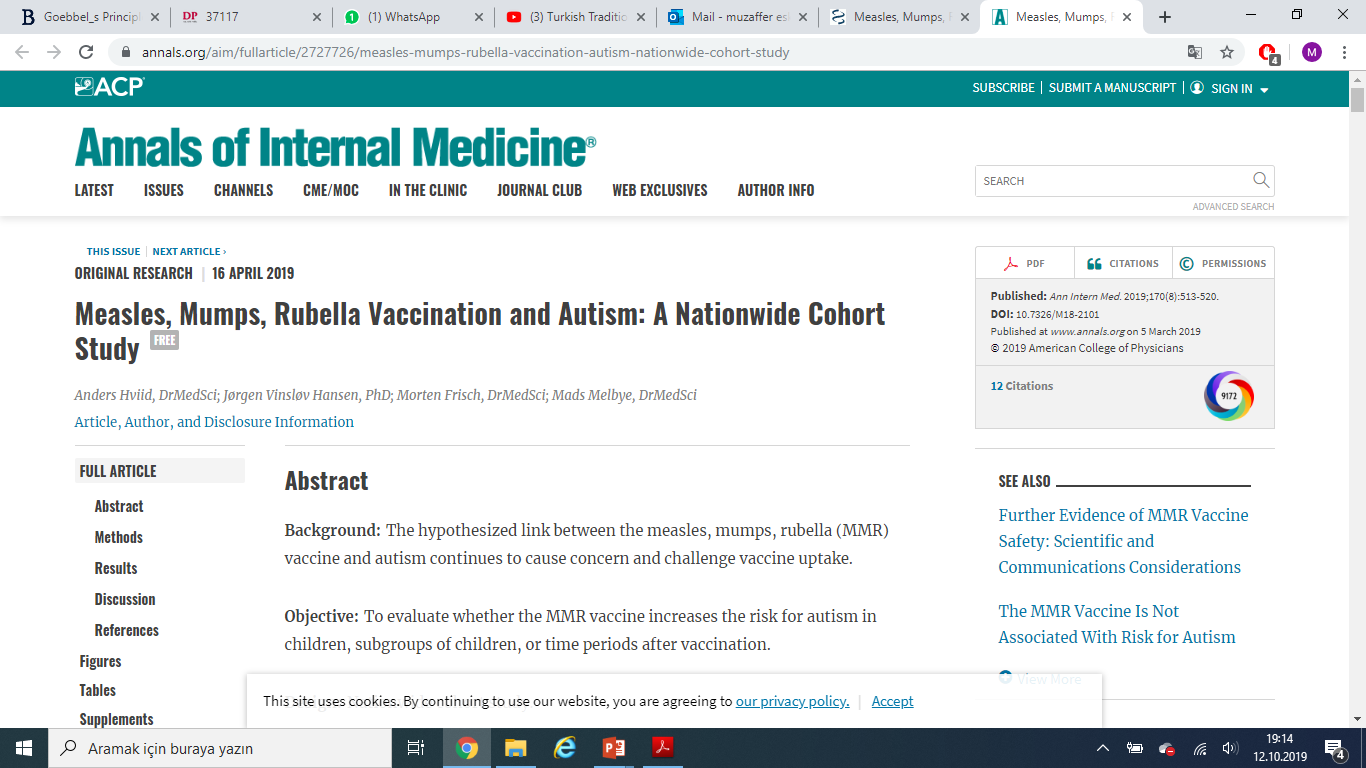 Goebbel_s Principl
37117
(1) WhatsApp
(3) Turkish Traditio
Mail - muzaffer es
Measles, Mumps,
Measles, Mumps,
annals.org/aim/fullarticle/2727726/measles-mumps-rubella-vaccination-autism-nationwide-cohort-study
4
M
ACP
SUBSCRIBE | SUBMIT A MANUSCRIPT | SIGN IN
Annals of Internal Medicine®
LATEST ISSUES CHANNELS CME/MOC IN THE CLINIC JOURNAL CLUB WEB EXCLUSIVES AUTHOR INFO
SEARCH
ADVANCED SEARCH
THIS ISSUE | NEXT ARTICLE ›
ORIGINAL RESEARCH | 16 APRIL 2019
Measles, Mumps, Rubella Vaccination and Autism: A Nationwide Cohort
Study FREE
Anders Hviid, DrMedSci; Jørgen Vinsløv Hansen, PhD; Morten Frisch, DrMedSci; Mads Melbye, DrMedSci
Article, Author, and Disclosure Information
PDF CITATIONS PERMISSIONS
Published: Ann Intern Med. 2019;170(8):513-520.
DOI: 10.7326/M18-2101
Published at www.annals.org on 5 March 2019
© 2019 American College of Physicians
12 Citations
9172
FULL ARTICLE
Abstract
Methods
Results
Discussion
References
Figures
Tables
Supplements
Abstract
Background: The hypothesized link between the measles, mumps, rubella (MMR)
vaccine and autism continues to cause concern and challenge vaccine uptake.
Objective: To evaluate whether the MMR vaccine increases the risk for autism in
children, subgroups of children, or time periods after vaccination.
SEE ALSO
Further Evidence of MMR Vaccine
Safety: Scientific and
Communications Considerations
The MMR Vaccine Is Not
Associated With Risk for Autism
View More
This site uses cookies. By continuing to use our website, you are agreeing to our privacy policy. | Accept
Aramak için buraya yazın
19:14
12.10.2019
4